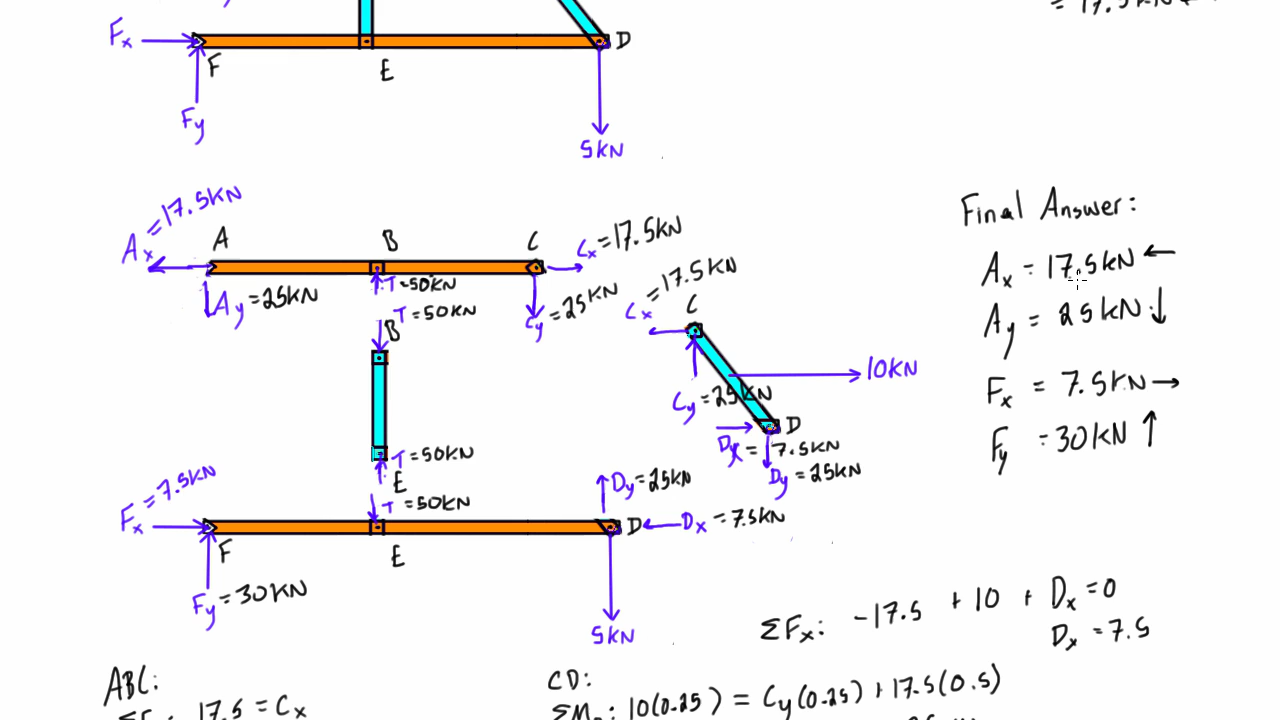 = 17.5kN ←
Fx
F
E
D
Fy
5kN
Ax = 17.5kN
A
B
C
Cx = 17.5kN
Ay = 25kN
T = 50kN
Cy = 25kN
T = 50kN
B
Cx = 17.5kN
C
10kN
Cy = 25kN
D
Dx = 7.5kN
Dy = 25kN
T = 50kN
E
T = 50kN
Dy = 25kN
Fx = 7.5kN
D
Dx = 7.5kN
F
E
Fy = 30kN
5kN
Final Answer:
Ax = 17.5kN ←
Ay = 25kN ↓
Fx = 7.5kN →
Fy = 30kN ↑
ΣFx: -17.5 + 10 + Dx = 0
Dx = 7.5
ABC:
17.5 = Cx
CD:
10(0.25) = Cy(0.25) + 17.5(0.5)